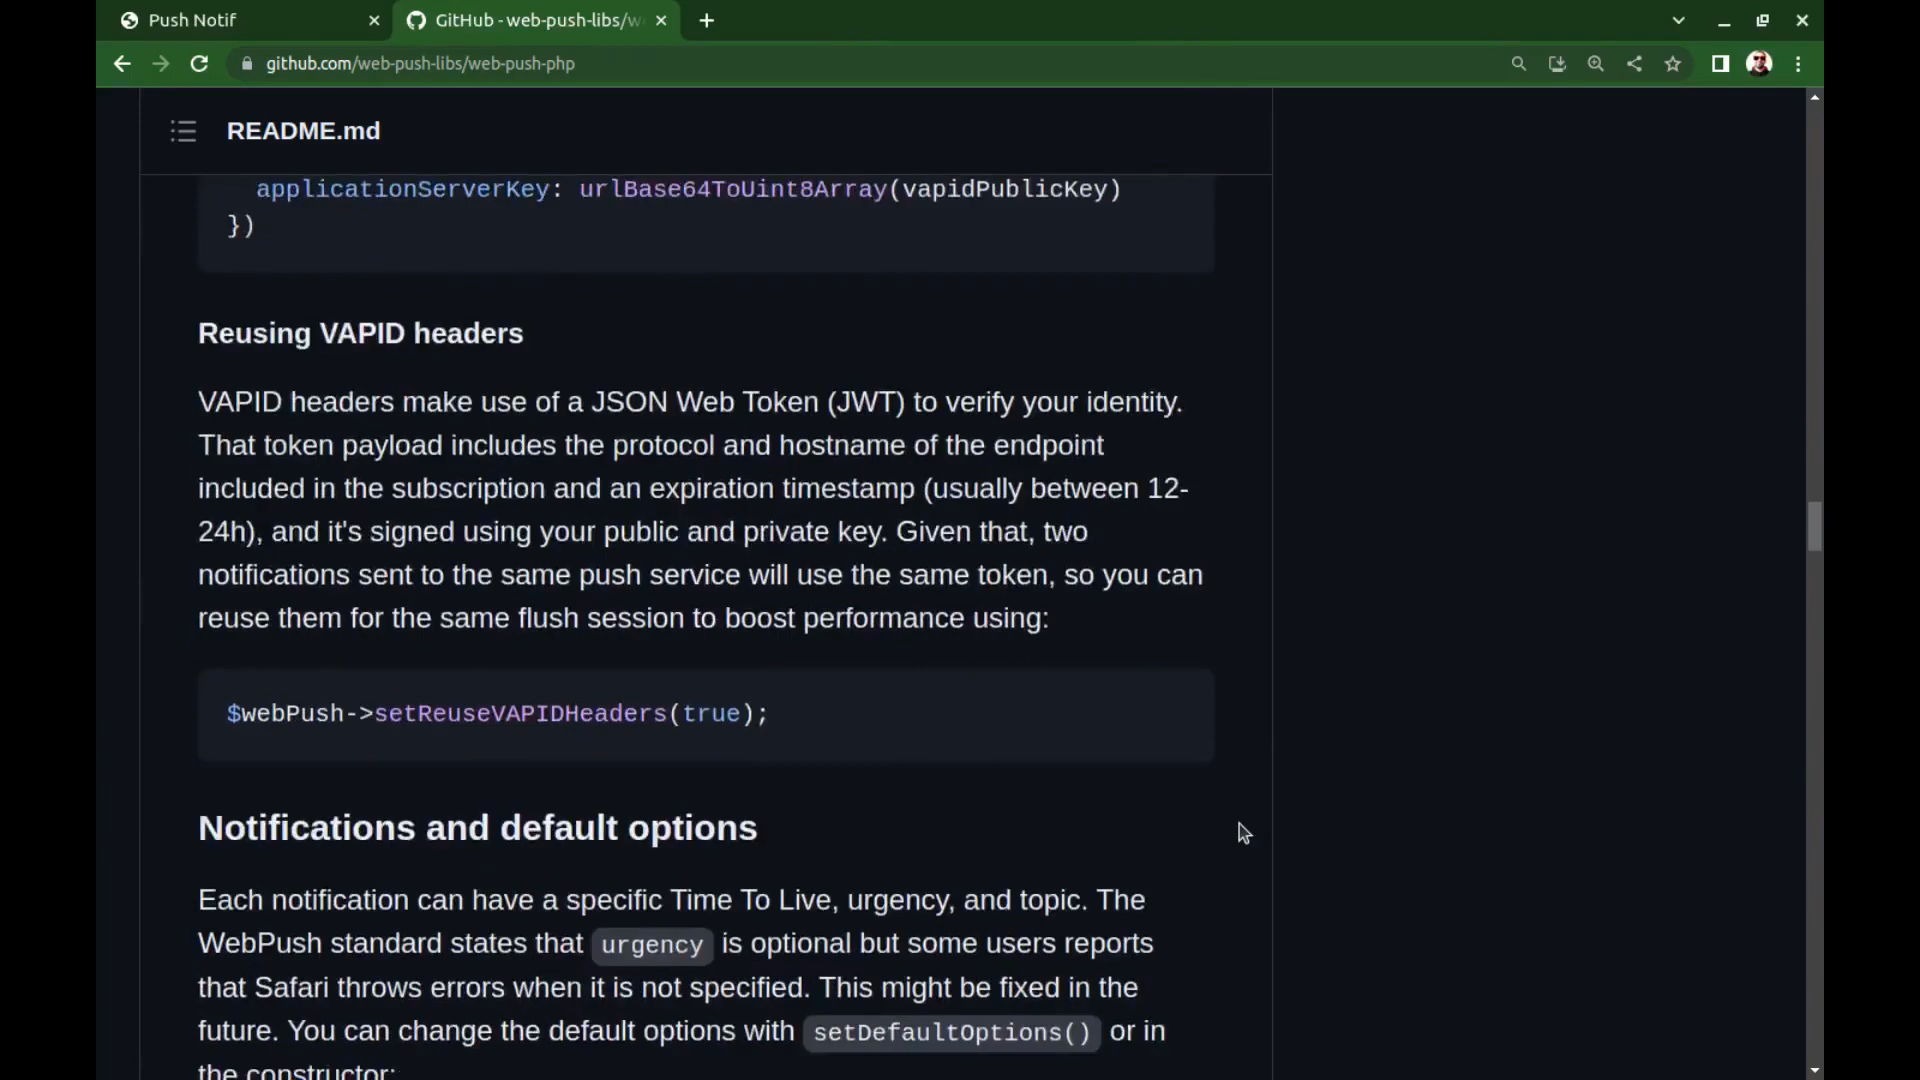 Push Notif
GitHub - web-push-libs/w
github.com/web-push-libs/web-push-php
README.md
applicationServerKey: urlBase64ToUint8Array(vapidPublicKey)
})
Reusing VAPID headers
VAPID headers make use of a JSON Web Token (JWT) to verify your identity.
That token payload includes the protocol and hostname of the endpoint
included in the subscription and an expiration timestamp (usually between 12-
24h), and it's signed using your public and private key. Given that, two
notifications sent to the same push service will use the same token, so you can
reuse them for the same flush session to boost performance using:
$webPush->setReuseVAPIDHeaders(true);
Notifications and default options
Each notification can have a specific Time To Live, urgency, and topic. The
WebPush standard states that urgency is optional but some users reports
that Safari throws errors when it is not specified. This might be fixed in the
future. You can change the default options with setDefaultOptions() or in
the constructor: